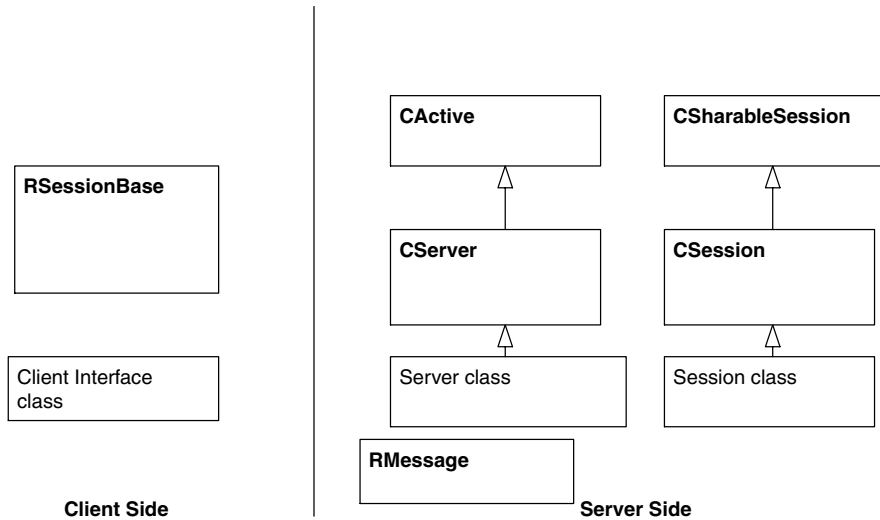 CActive
CSharableSession
RSessionBase
CServer
CSession
Client Interface
class
Server class
Session class
RMessage
Client Side
Server Side